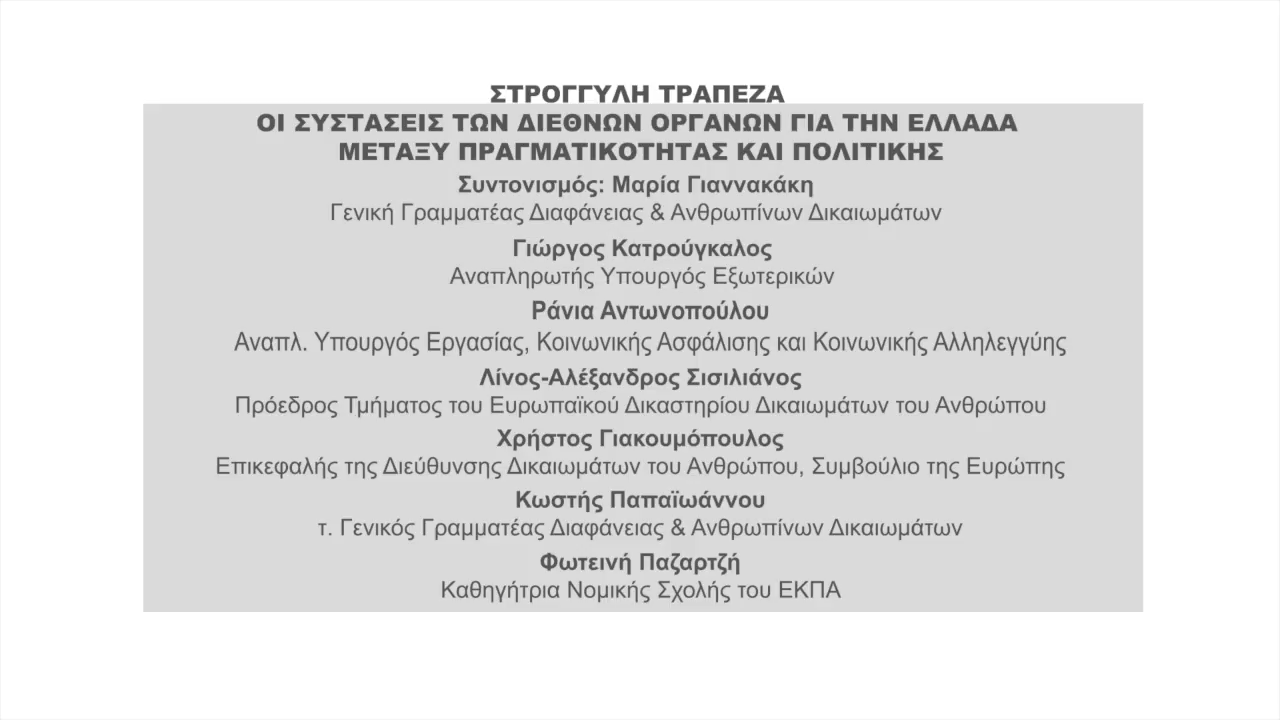 ΣΤΡΟΓΓΥΛΗ ΤΡΑΠΕΖΑ
ΟΙ ΣΥΣΤΑΣΕΙΣ ΤΩΝ ΔΙΕΘΝΩΝ ΟΡΓΑΝΩΝ ΓΙΑ ΤΗΝ ΕΛΛΑΔΑ
ΜΕΤΑΞΥ ΠΡΑΓΜΑΤΙΚΟΤΗΤΑΣ ΚΑΙ ΠΟΛΙΤΙΚΗΣ
Συντονισμός: Μαρία Γιαννακάκη
Γενική Γραμματέας Διαφάνειας & Ανθρωπίνων Δικαιωμάτων
Γιώργος Κατρούγκαλος
Αναπληρωτής Υπουργός Εξωτερικών
Ράνια Αντωνοπούλου
Αναπλ. Υπουργός Εργασίας, Κοινωνικής Ασφάλισης και Κοινωνικής Αλληλεγγύης
Λίνος-Αλέξανδρος Σισιλιάνος
Πρόεδρος Τμήματος του Ευρωπαϊκού Δικαστηρίου Δικαιωμάτων του Ανθρώπου
Χρήστος Γιακουμόπουλος
Επικεφαλής της Διεύθυνσης Δικαιωμάτων του Ανθρώπου, Συμβούλιο της Ευρώπης
Κωστής Παπαϊωάννου
τ. Γενικός Γραμματέας Διαφάνειας & Ανθρωπίνων Δικαιωμάτων
Φωτεινή Παζαρτζή
Καθηγήτρια Νομικής Σχολής του ΕΚΠΑ